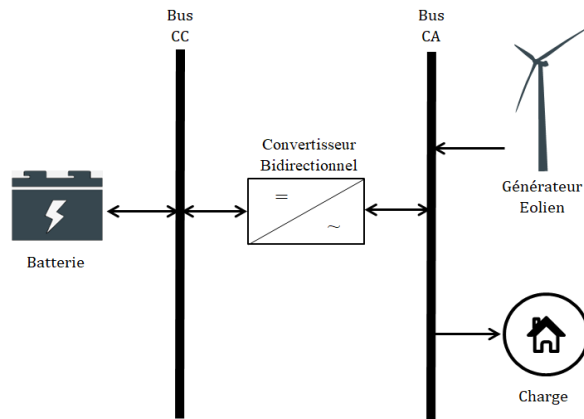 Bus
CC
Bus
CA
Convertisseur
Bidirectionnel
=
~
Générateur
Eolien
Batterie
Charge